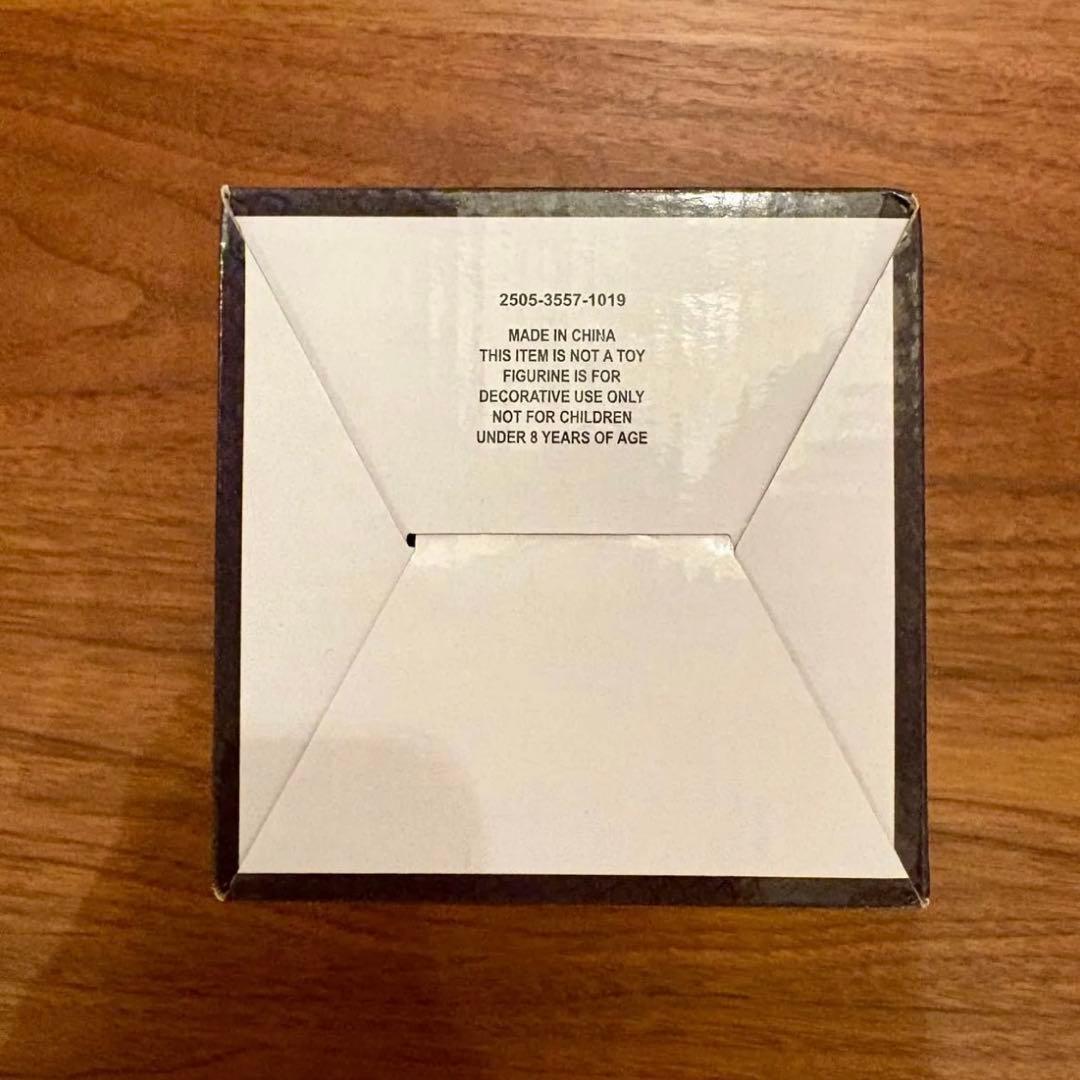 2505-3557-1019
MADE IN CHINA
THIS ITEM IS NOT A TOY
FIGURINE IS FOR
DECORATIVE USE ONLY
NOT FOR CHILDREN
UNDER 8 YEARS OF AGE